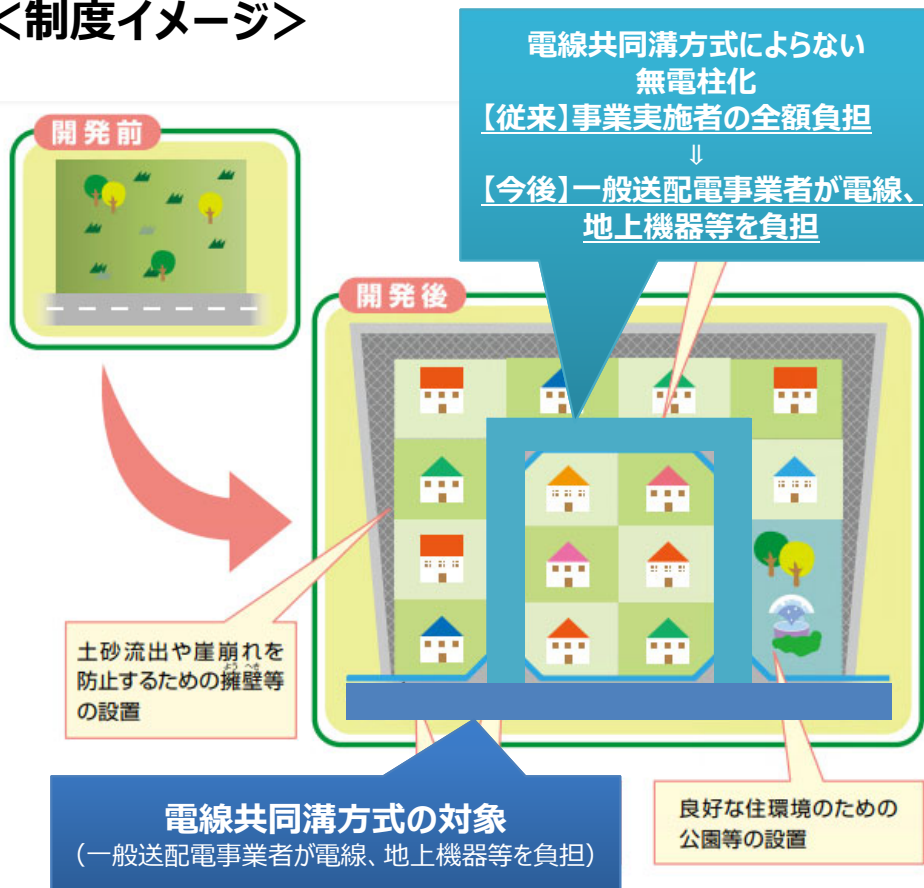 ＜制度イメージ＞
電線共同溝方式によらない
無電柱化
【従来】事業実施者の全額負担
⇓
【今後】一般送配電事業者が電線、
地上機器等を負担
開発前
開発後
土砂流出や崖崩れを
防止するための擁壁等
よう へき
の設置
電線共同溝方式の対象
（一般送配電事業者が電線、地上機器等を負担）
良好な住環境のための
公園等の設置